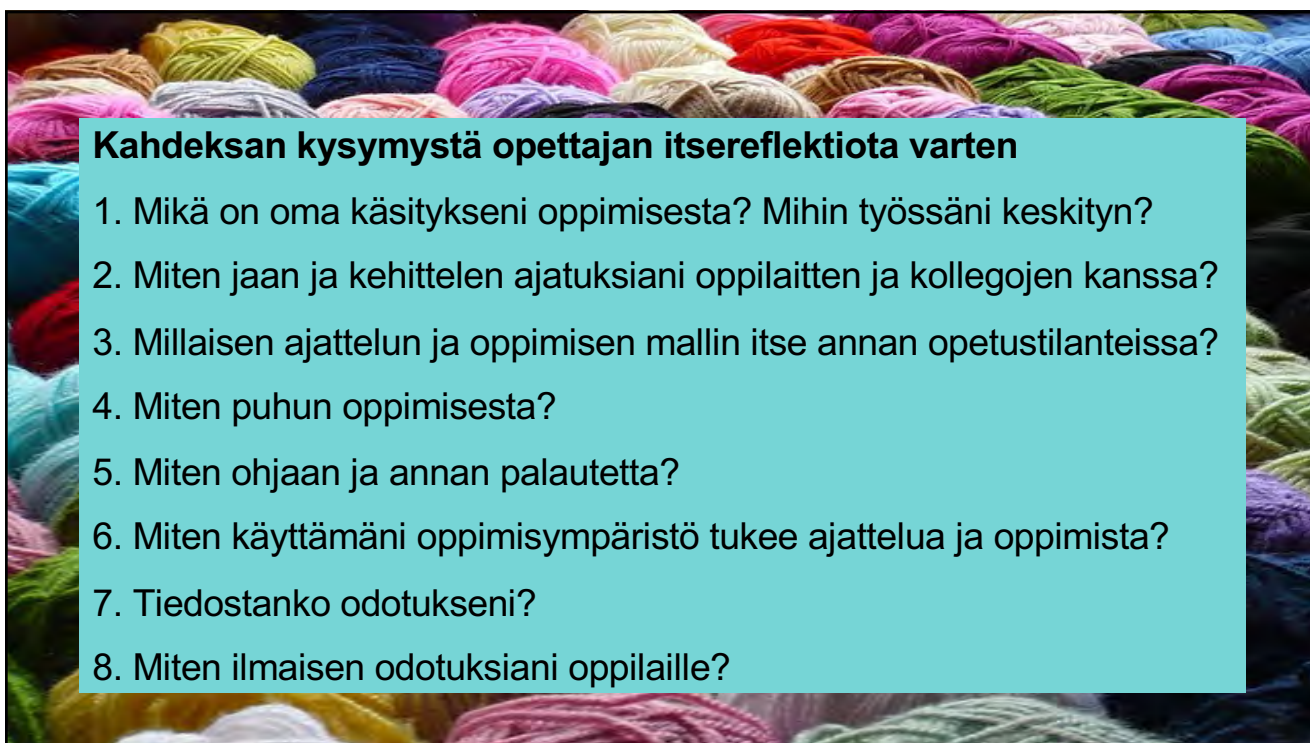 Kahdeksan kysymystä opettajan itsereflektiota varten
1. Mikä on oma käsitykseni oppimisesta? Mihin työssäni keskityn?
2. Miten jaan ja kehittelen ajatuksiani oppilaitten ja kollegojen kanssa?
3. Millaisen ajattelun ja oppimisen mallin itse annan opetustilanteissa?
4. Miten puhun oppimisesta?
5. Miten ohjaan ja annan palautetta?
6. Miten käyttämäni oppimisympäristö tukee ajattelua ja oppimista?
7. Tiedostanko odotukseni?
8. Miten ilmaisen odotuksiani oppilaille?